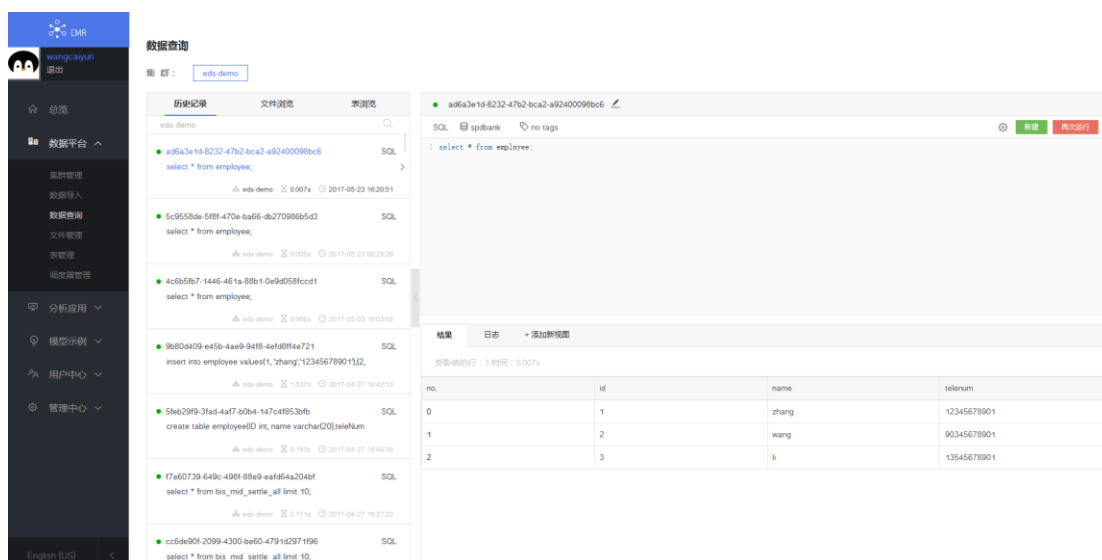 EMR
wangcaiyun
退出
总览
数据平台
集群管理
数据导入
数据查询
文件管理
表管理
调度器管理
分析应用
模型示例
用户中心
管理中心
English (US)
数据查询
集 群： eds-demo
历史记录 文件浏览 表浏览
eds-demo
ad6a3e1d-8232-47b2-bca2-a92400098bc6 SQL
select * from employee;
eds-demo 0.007s 2017-05-23 16:20:51
5c9558de-5f8f-470e-ba66-db270986b5d3 SQL
select * from employee;
eds-demo 0.005s 2017-05-23 08:29:20
4c6b5fb7-1446-461a-88b1-0e9d058fccd1 SQL
select * from employee;
eds-demo 0.006s 2017-05-03 16:03:02
9b80d409-e45b-4ae9-94f8-4efd8ff4e721 SQL
insert into employee values(1, 'zhang','12345678901'),(2,
eds-demo 1.537s 2017-04-27 16:42:13
5feb29f9-3fad-4af7-b0b4-147c4f853bfb SQL
create table employee(ID int, name varchar(20),teleNum
eds-demo 0.193s 2017-04-27 16:40:39
f7e60739-649c-498f-88e9-eafd64a204bf SQL
select * from bis_mid_settle_all limit 10;
eds-demo 0.171s 2017-04-27 16:27:23
cc6de90f-2099-4300-be60-4791d2971f96 SQL
select * from bis_mid_settle_all limit 10;
ad6a3e1d-8232-47b2-bca2-a92400098bc6
SQL spdbank no tags 新建 再次运行
1 select * from employee;
结果 日志 + 添加新视图
受影响的行：3 时间：0.007s
no. id name telenum
0 1 zhang 12345678901
1 2 wang 90345678901
2 3 li 13545678901